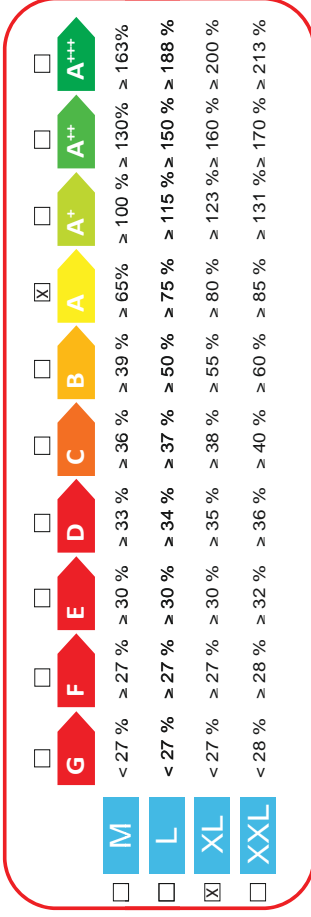 ☐ ☐ ☐ ☐ ☐ ☐ ☒ ☐ ☐ ☐
G F E D C B A A+ A++ A+++
☐ M < 27 % ≥ 27 % ≥ 30 % ≥ 33 % ≥ 36 % ≥ 39 % ≥ 65% ≥ 100 % ≥ 130% ≥ 163%
☐ L < 27 % ≥ 27 % ≥ 30 % ≥ 34 % ≥ 37 % ≥ 50 % ≥ 75 % ≥ 115 % ≥ 150 % ≥ 188 %
☒ XL < 27 % ≥ 27 % ≥ 30 % ≥ 35 % ≥ 38 % ≥ 55 % ≥ 80 % ≥ 123 % ≥ 160 % ≥ 200 %
☐ XXL < 28 % ≥ 28 % ≥ 32 % ≥ 36 % ≥ 40 % ≥ 60 % ≥ 85 % ≥ 131 % ≥ 170 % ≥ 213 %